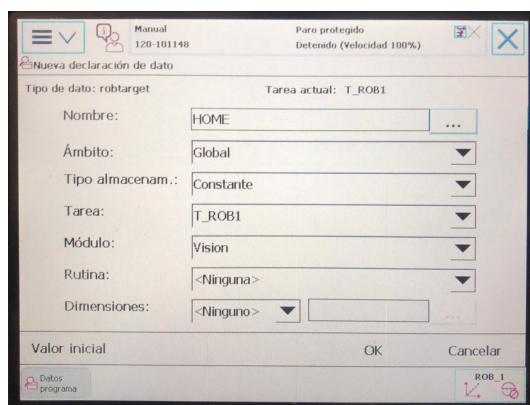 Manual
120-101148
Paro protegido
Detenido (Velocidad 100%)
Nueva declaración de dato
Tipo de dato: robtarget
Tarea actual: T_ROB1
Nombre:
HOME
...
Ámbito:
Global
Tipo almacenam.:
Constante
Tarea:
T_ROB1
Módulo:
Vision
Rutina:
<Ninguna>
Dimensiones:
<Ninguno>
...
Valor inicial
OK
Cancelar
Datos
programa
ROB_1